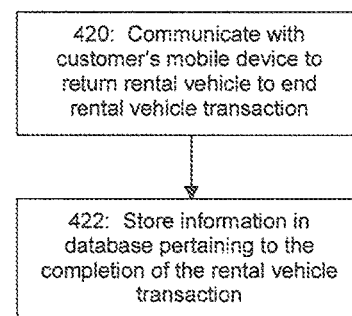 420: Communicate with
customer's mobile device to
return rental vehicle to end
rental vehicle transaction
422: Store information in
database pertaining to the
completion of the rental vehicle
transaction